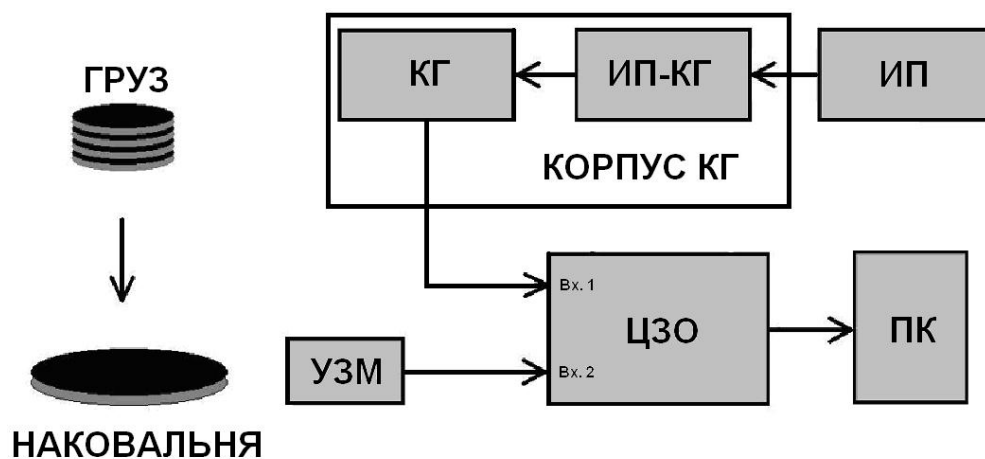 ГРУЗ
НАКОВАЛЬНЯ
КГ
ИП-КГ
ИП
КОРПУС КГ
Вх. 1
ЦЗО
ПК
УЗМ
Вх. 2